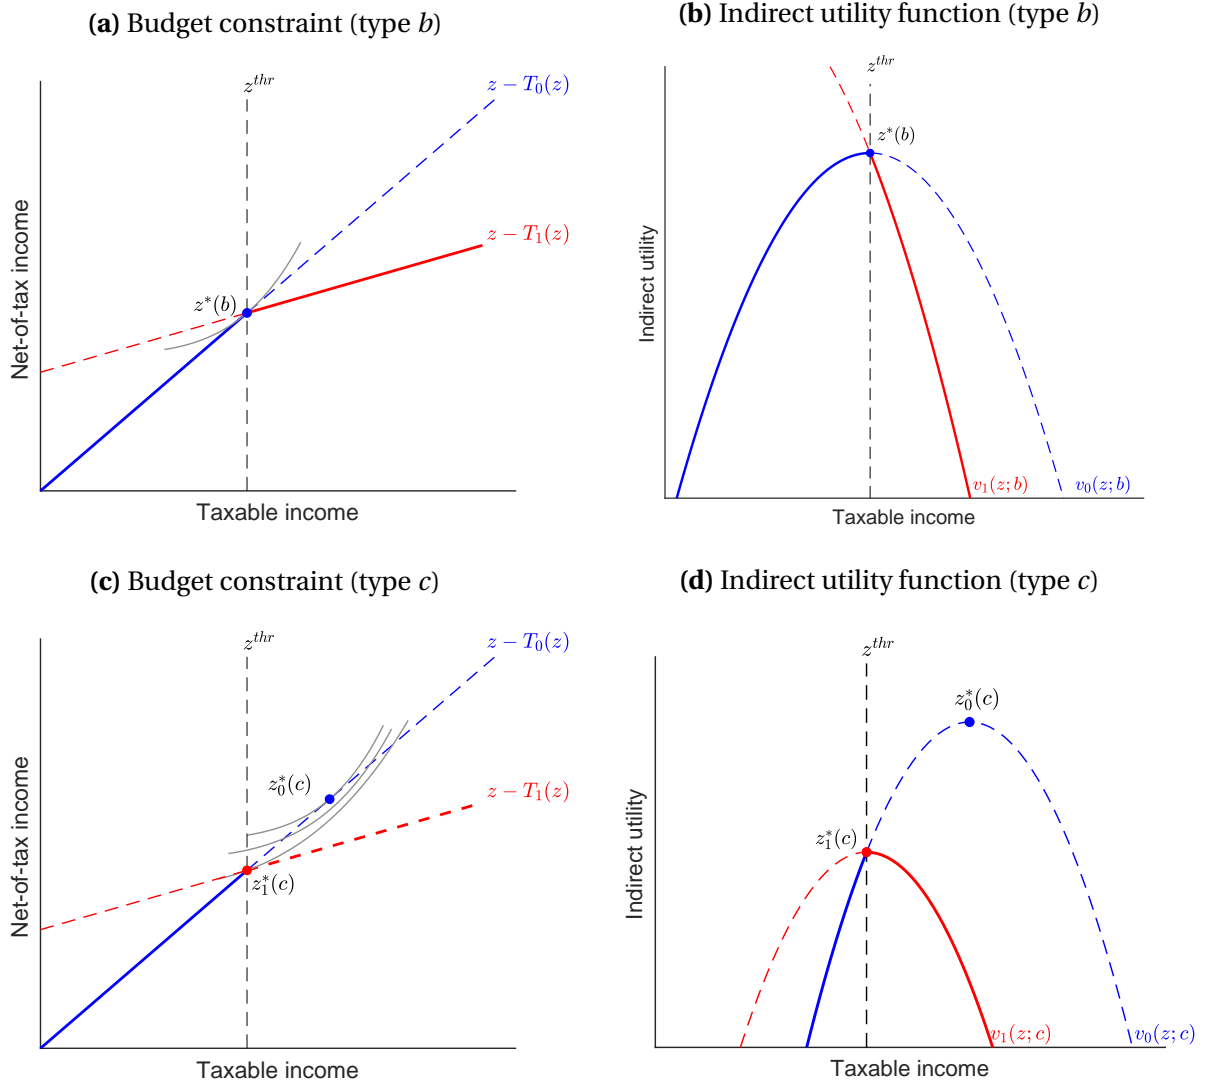 (a) Budget constraint (type b)
z^{thr}
z − T_0(z)
z − T_1(z)
z^*(b)
Net-of-tax income
Taxable income
(b) Indirect utility function (type b)
z^{thr}
z^*(b)
Indirect utility
v_1(z; b)
v_0(z; b)
Taxable income
(c) Budget constraint (type c)
z^{thr}
z − T_0(z)
z_0^*(c)
z − T_1(z)
z_1^*(c)
Net-of-tax income
Taxable income
(d) Indirect utility function (type c)
z^{thr}
z_0^*(c)
z_1^*(c)
Indirect utility
v_1(z; c)
v_0(z; c)
Taxable income